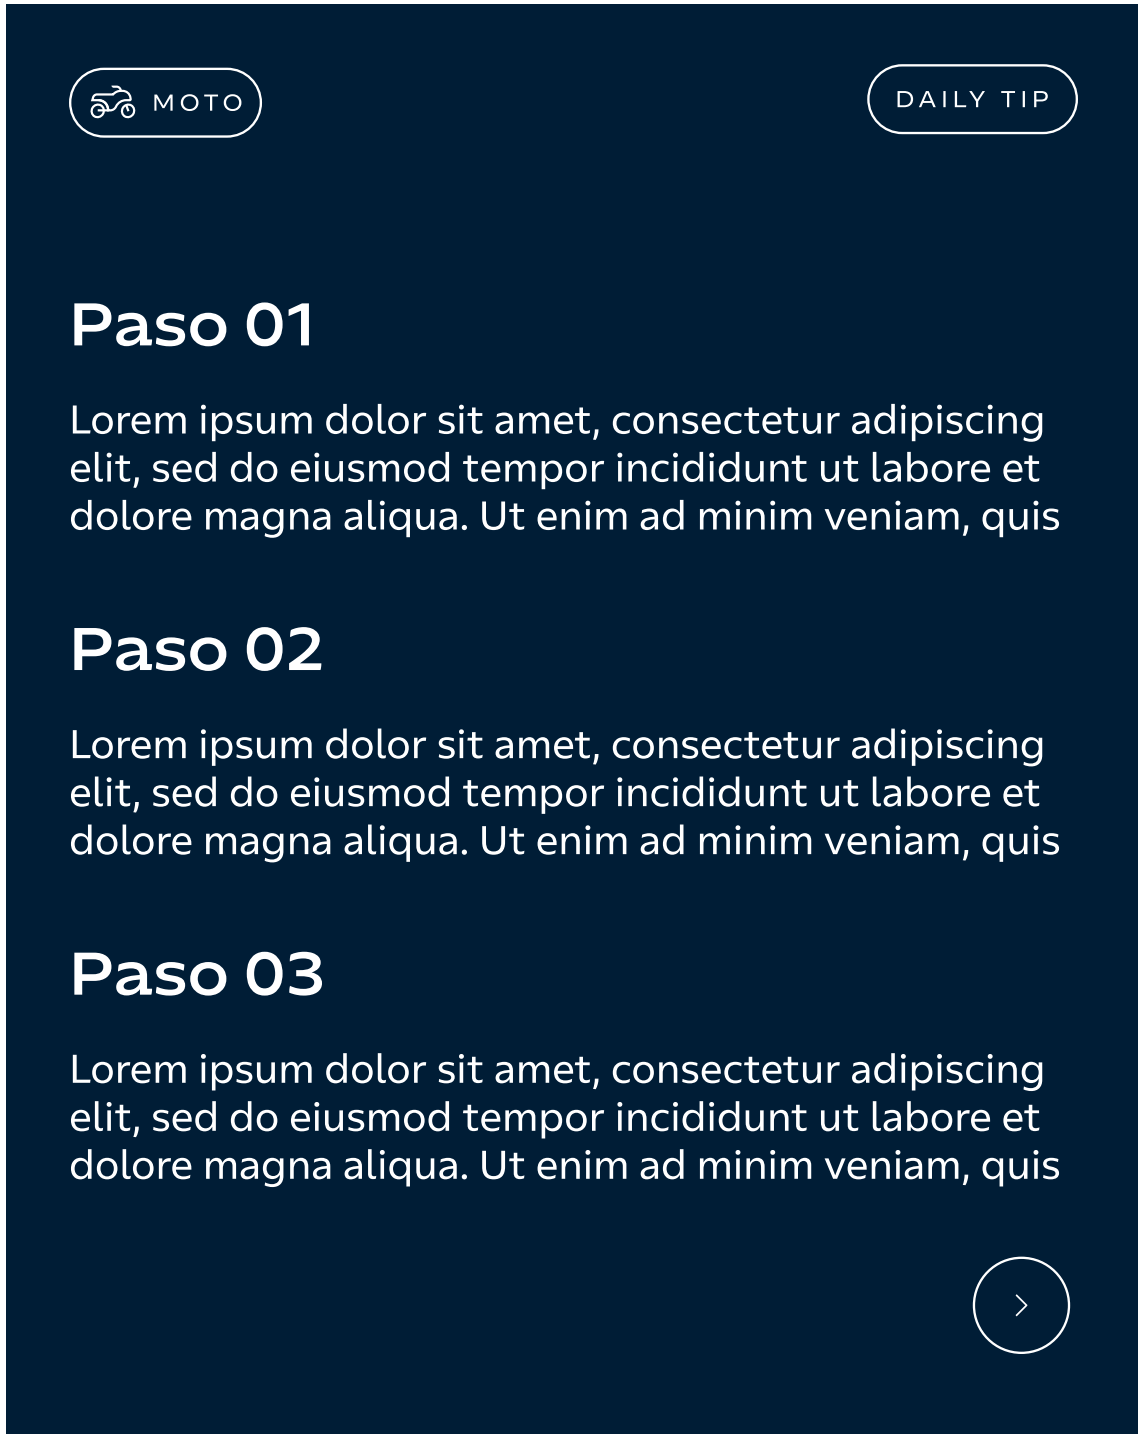 MOTO
DAILY TIP
Paso 01
Lorem ipsum dolor sit amet, consectetur adipiscing
elit, sed do eiusmod tempor incididunt ut labore et
dolore magna aliqua. Ut enim ad minim veniam, quis
Paso 02
Lorem ipsum dolor sit amet, consectetur adipiscing
elit, sed do eiusmod tempor incididunt ut labore et
dolore magna aliqua. Ut enim ad minim veniam, quis
Paso 03
Lorem ipsum dolor sit amet, consectetur adipiscing
elit, sed do eiusmod tempor incididunt ut labore et
dolore magna aliqua. Ut enim ad minim veniam, quis